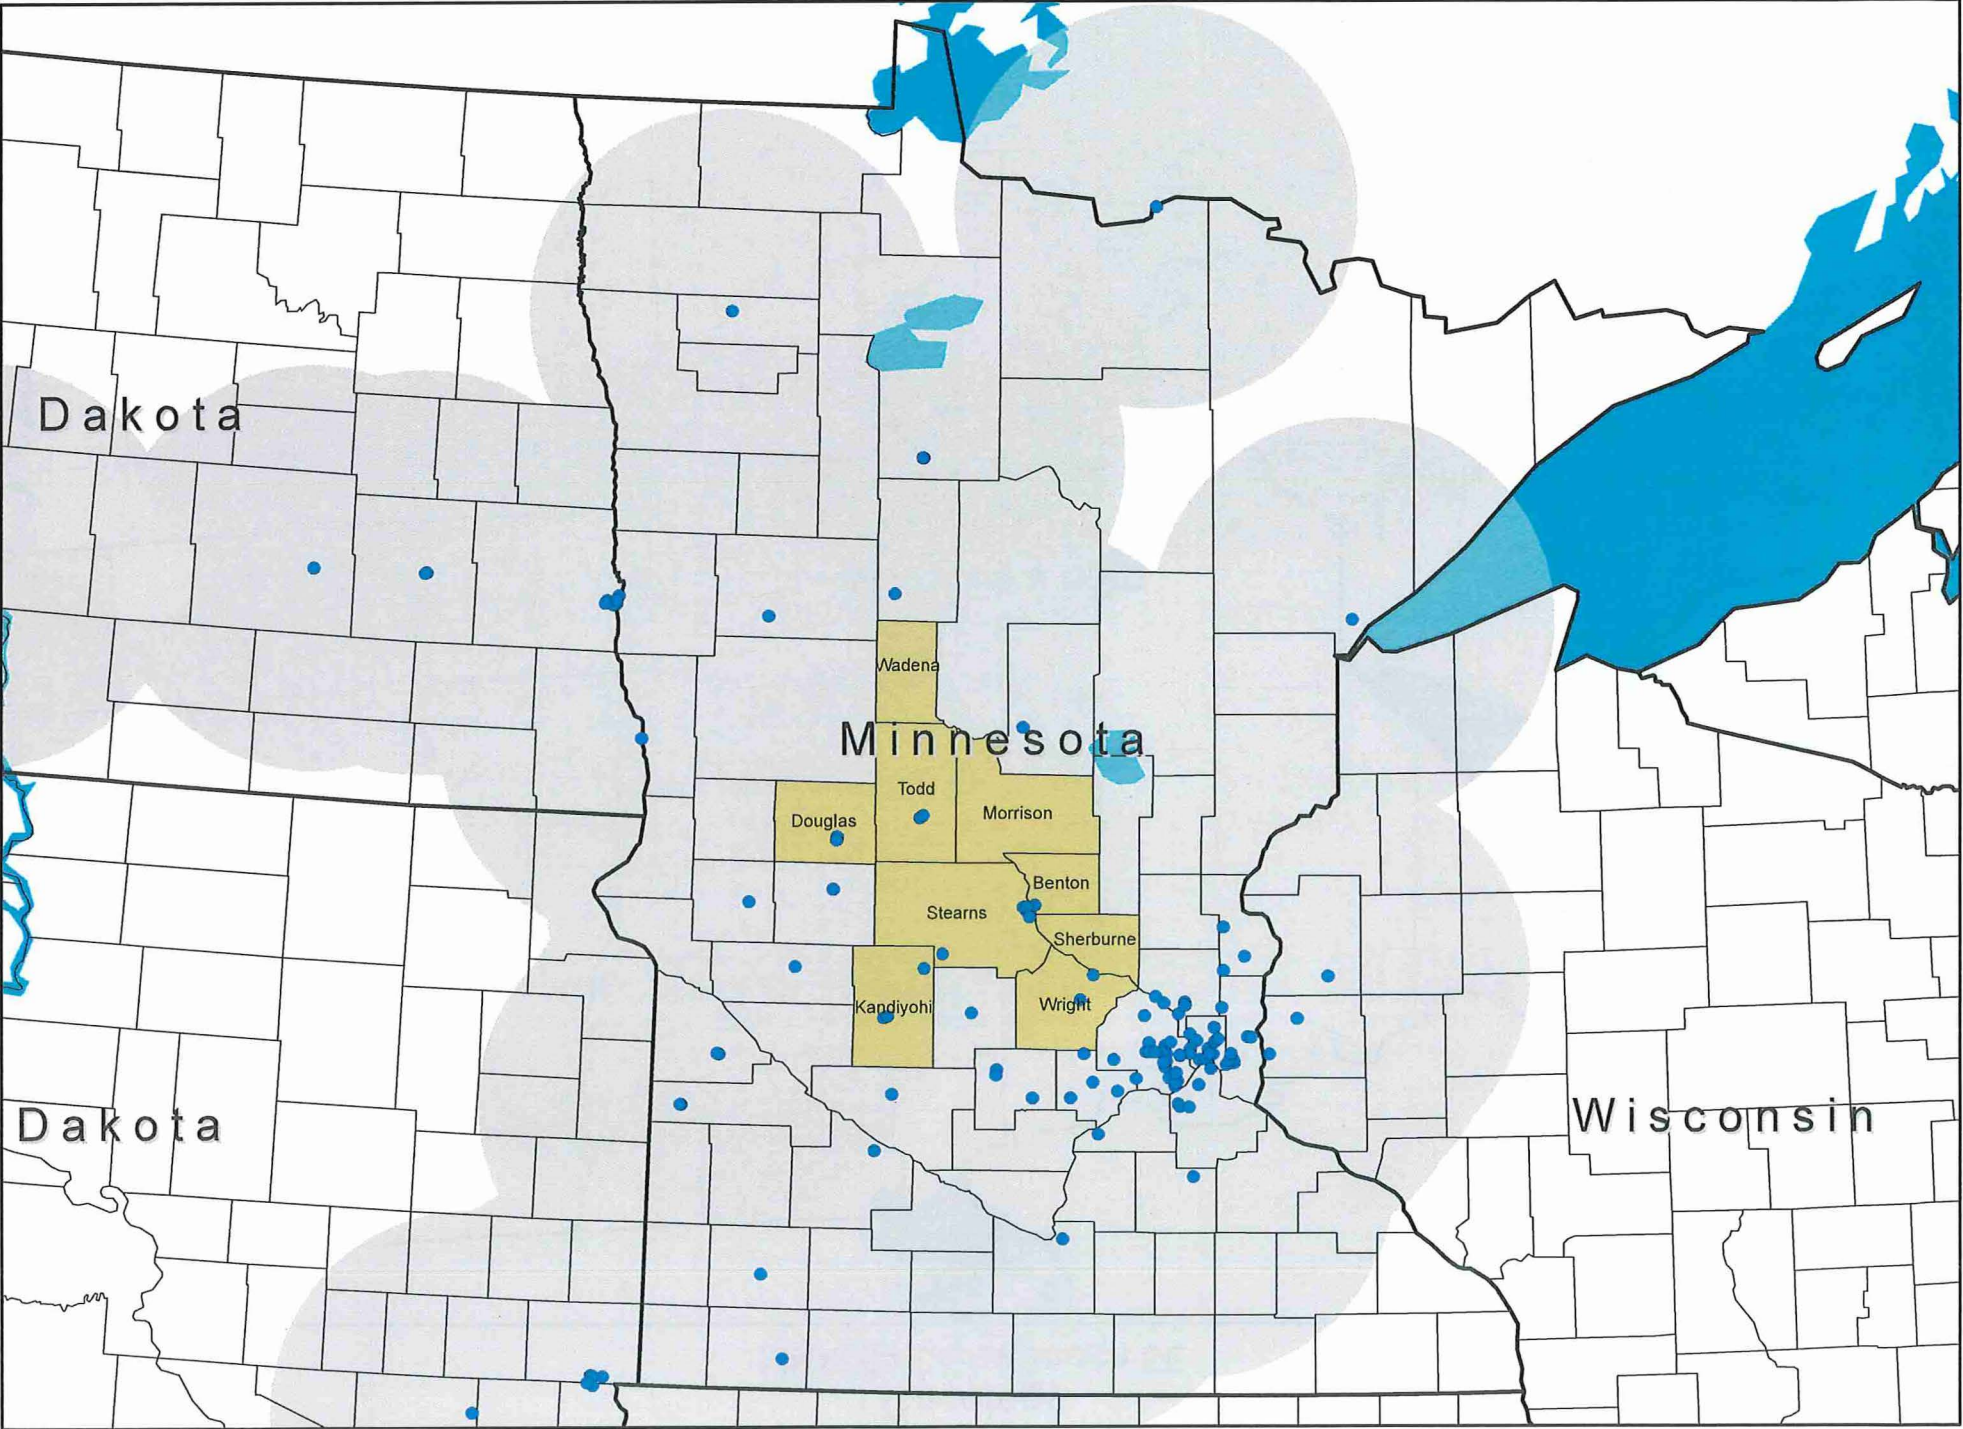 Dakota
Wadena
Minnesota
Todd
Douglas
Morrison
Benton
Stearns
Sherburne
Kandiyohi
Wright
Dakota
Wisconsin